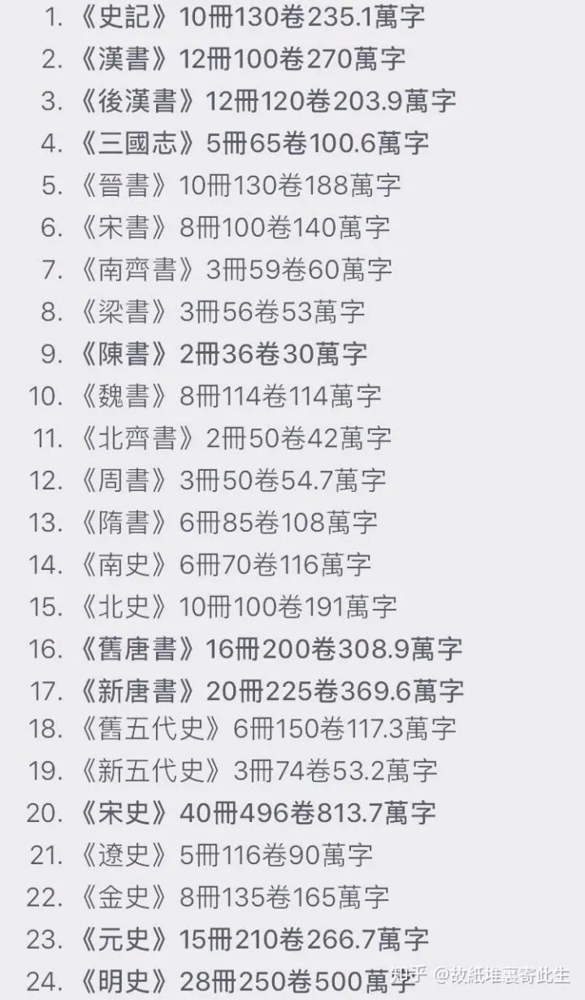 1. 《史記》10冊130卷235.1萬字
2. 《漢書》12冊100卷270萬字
3. 《後漢書》12冊120卷203.9萬字
4. 《三國志》5冊65卷100.6萬字
5. 《晉書》10冊130卷188萬字
6. 《宋書》8冊100卷140萬字
7. 《南齊書》3冊59卷60萬字
8. 《梁書》3冊56卷53萬字
9. 《陳書》2冊36卷30萬字
10. 《魏書》8冊114卷114萬字
11. 《北齊書》2冊50卷42萬字
12. 《周書》3冊50卷54.7萬字
13. 《隋書》6冊85卷108萬字
14. 《南史》6冊70卷116萬字
15. 《北史》10冊100卷191萬字
16. 《舊唐書》16冊200卷308.9萬字
17. 《新唐書》20冊225卷369.6萬字
18. 《舊五代史》6冊150卷117.3萬字
19. 《新五代史》3冊74卷53.2萬字
20. 《宋史》40冊496卷813.7萬字
21. 《遼史》5冊116卷90萬字
22. 《金史》8冊135卷165萬字
23. 《元史》15冊210卷266.7萬字
24. 《明史》28冊250卷500萬字
知乎 @故紙堆裏寄此生